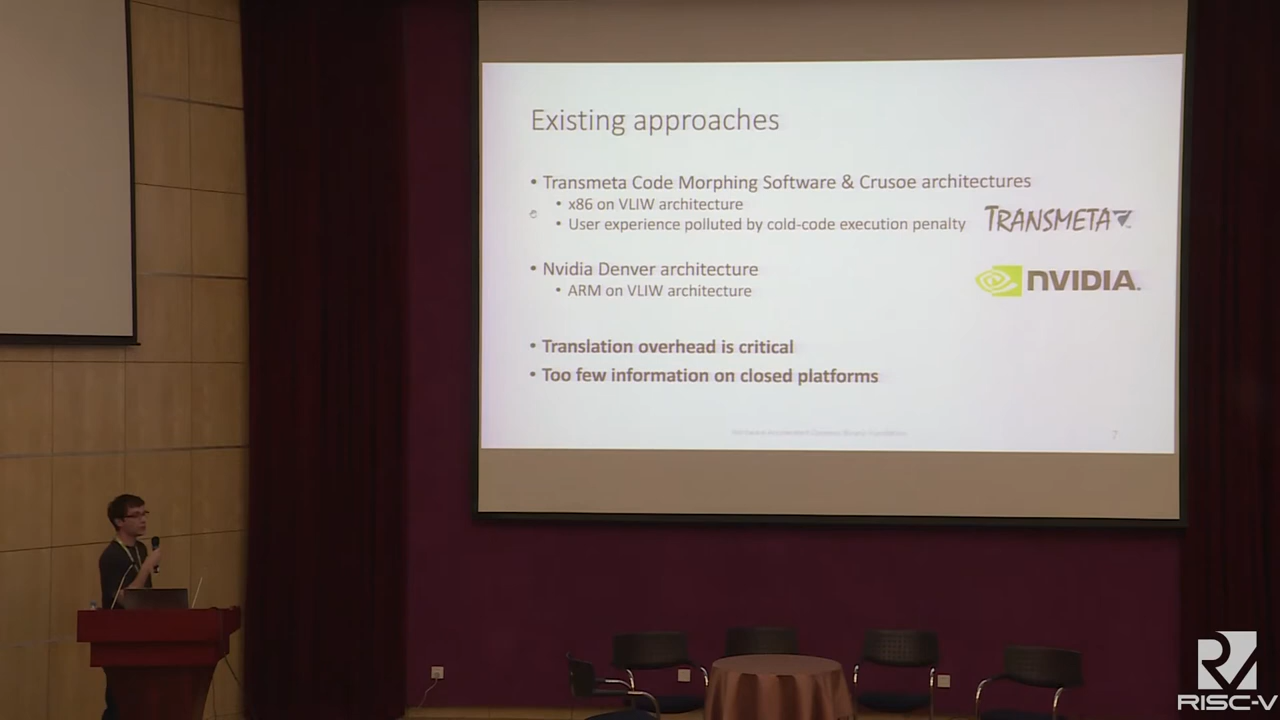 Existing approaches
• Transmeta Code Morphing Software & Crusoe architectures
• x86 on VLIW architecture
• User experience polluted by cold-code execution penalty
TRANSMETA
• Nvidia Denver architecture
• ARM on VLIW architecture
NVIDIA.
• Translation overhead is critical
• Too few information on closed platforms
7
RISC-V